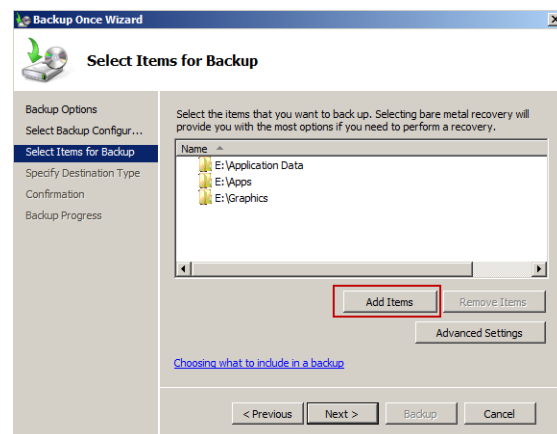 Backup Once Wizard
Select Items for Backup
Backup Options
Select Backup Configur...
Select Items for Backup
Specify Destination Type
Confirmation
Backup Progress
Select the items that you want to back up. Selecting bare metal recovery will
provide you with the most options if you need to perform a recovery.
Name
E:\Application Data
E:\Apps
E:\Graphics
Add Items
Remove Items
Advanced Settings
Choosing what to include in a backup
< Previous
Next >
Backup
Cancel